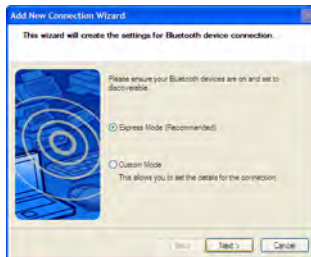 Add New Connection Wizard
This wizard will create the settings for Bluetooth device connection.
Please ensure your Bluetooth devices are on and set to
discoverable.
Express Mode (Recommended)
Custom Mode
This allows you to set the details for the connection.
< Back
Next >
Cancel